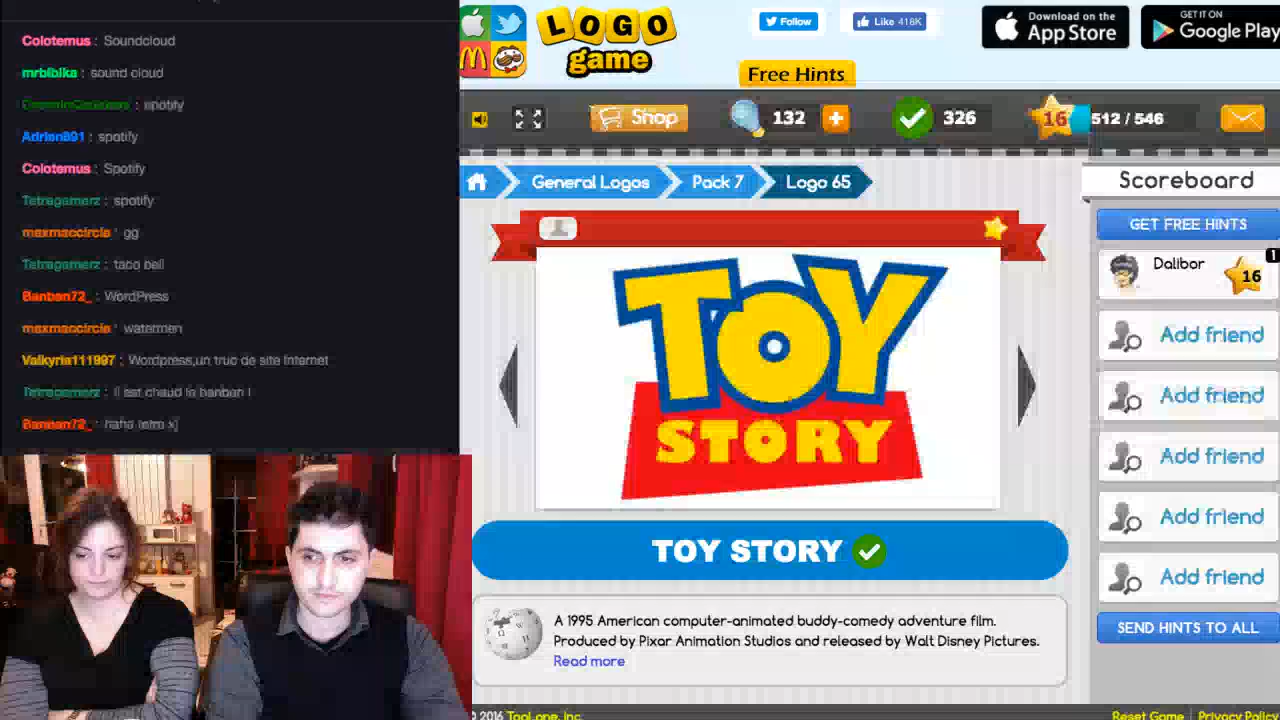 Colotemus : Soundcloud
mrbibika : sound cloud
: spotify
Adrien891 : spotify
Colotemus : Spotify
Tetragamerz : spotify
maxmaccircle : gg
Tetragamerz : taco bell
Banban72_ : WordPress
maxmaccircle : watermen
Valkyria111997 : Wordpress,un truc de site internet
Tetragamerz : il est chaud le banban !
Banban72_ : haha retro x)
LOGO
game
Follow
Like 418K
Download on the
App Store
GET IT ON
Google Play
Free Hints
Shop
132
326
16
512 / 546
General Logos
Pack 7
Logo 65
Scoreboard
GET FREE HINTS
Dalibor
16
1
Add friend
Add friend
Add friend
Add friend
Add friend
SEND HINTS TO ALL
TOY
STORY
TOY STORY
W
A 1995 American computer-animated buddy-comedy adventure film.
Produced by Pixar Animation Studios and released by Walt Disney Pictures.
Read more
© 2016 TooLone, Inc.
Reset Game
Privacy Policy